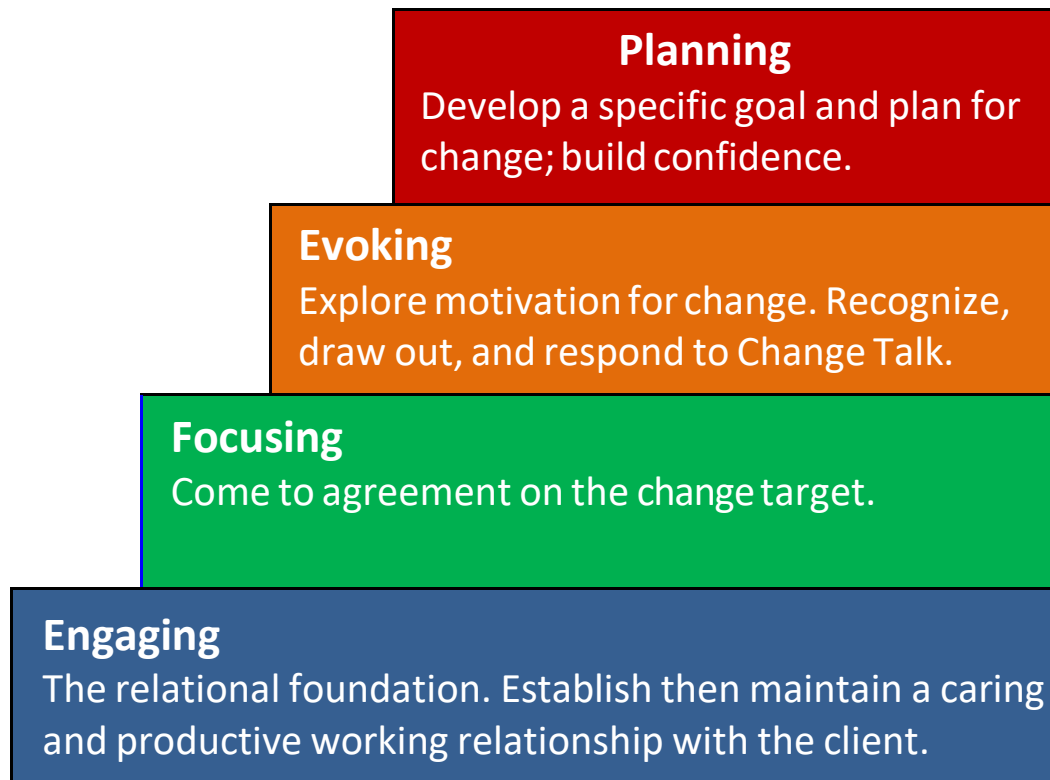 Planning
Develop a specific goal and plan for
change; build confidence.
Evoking
Explore motivation for change. Recognize,
draw out, and respond to Change Talk.
Focusing
Come to agreement on the change target.
Engaging
The relational foundation. Establish then maintain a caring
and productive working relationship with the client.